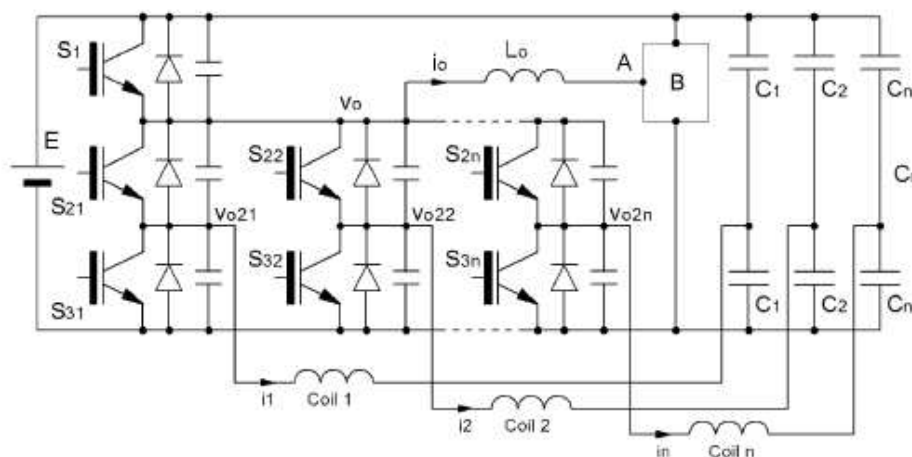 S1
io
Lo
A
B
C1
C2
Cn
vo
E
S22
S2n
S21
vo21
vo22
vo2n
S31
S32
S3n
C1
C2
Cn
i1
Coil 1
i2
Coil 2
in
Coil n